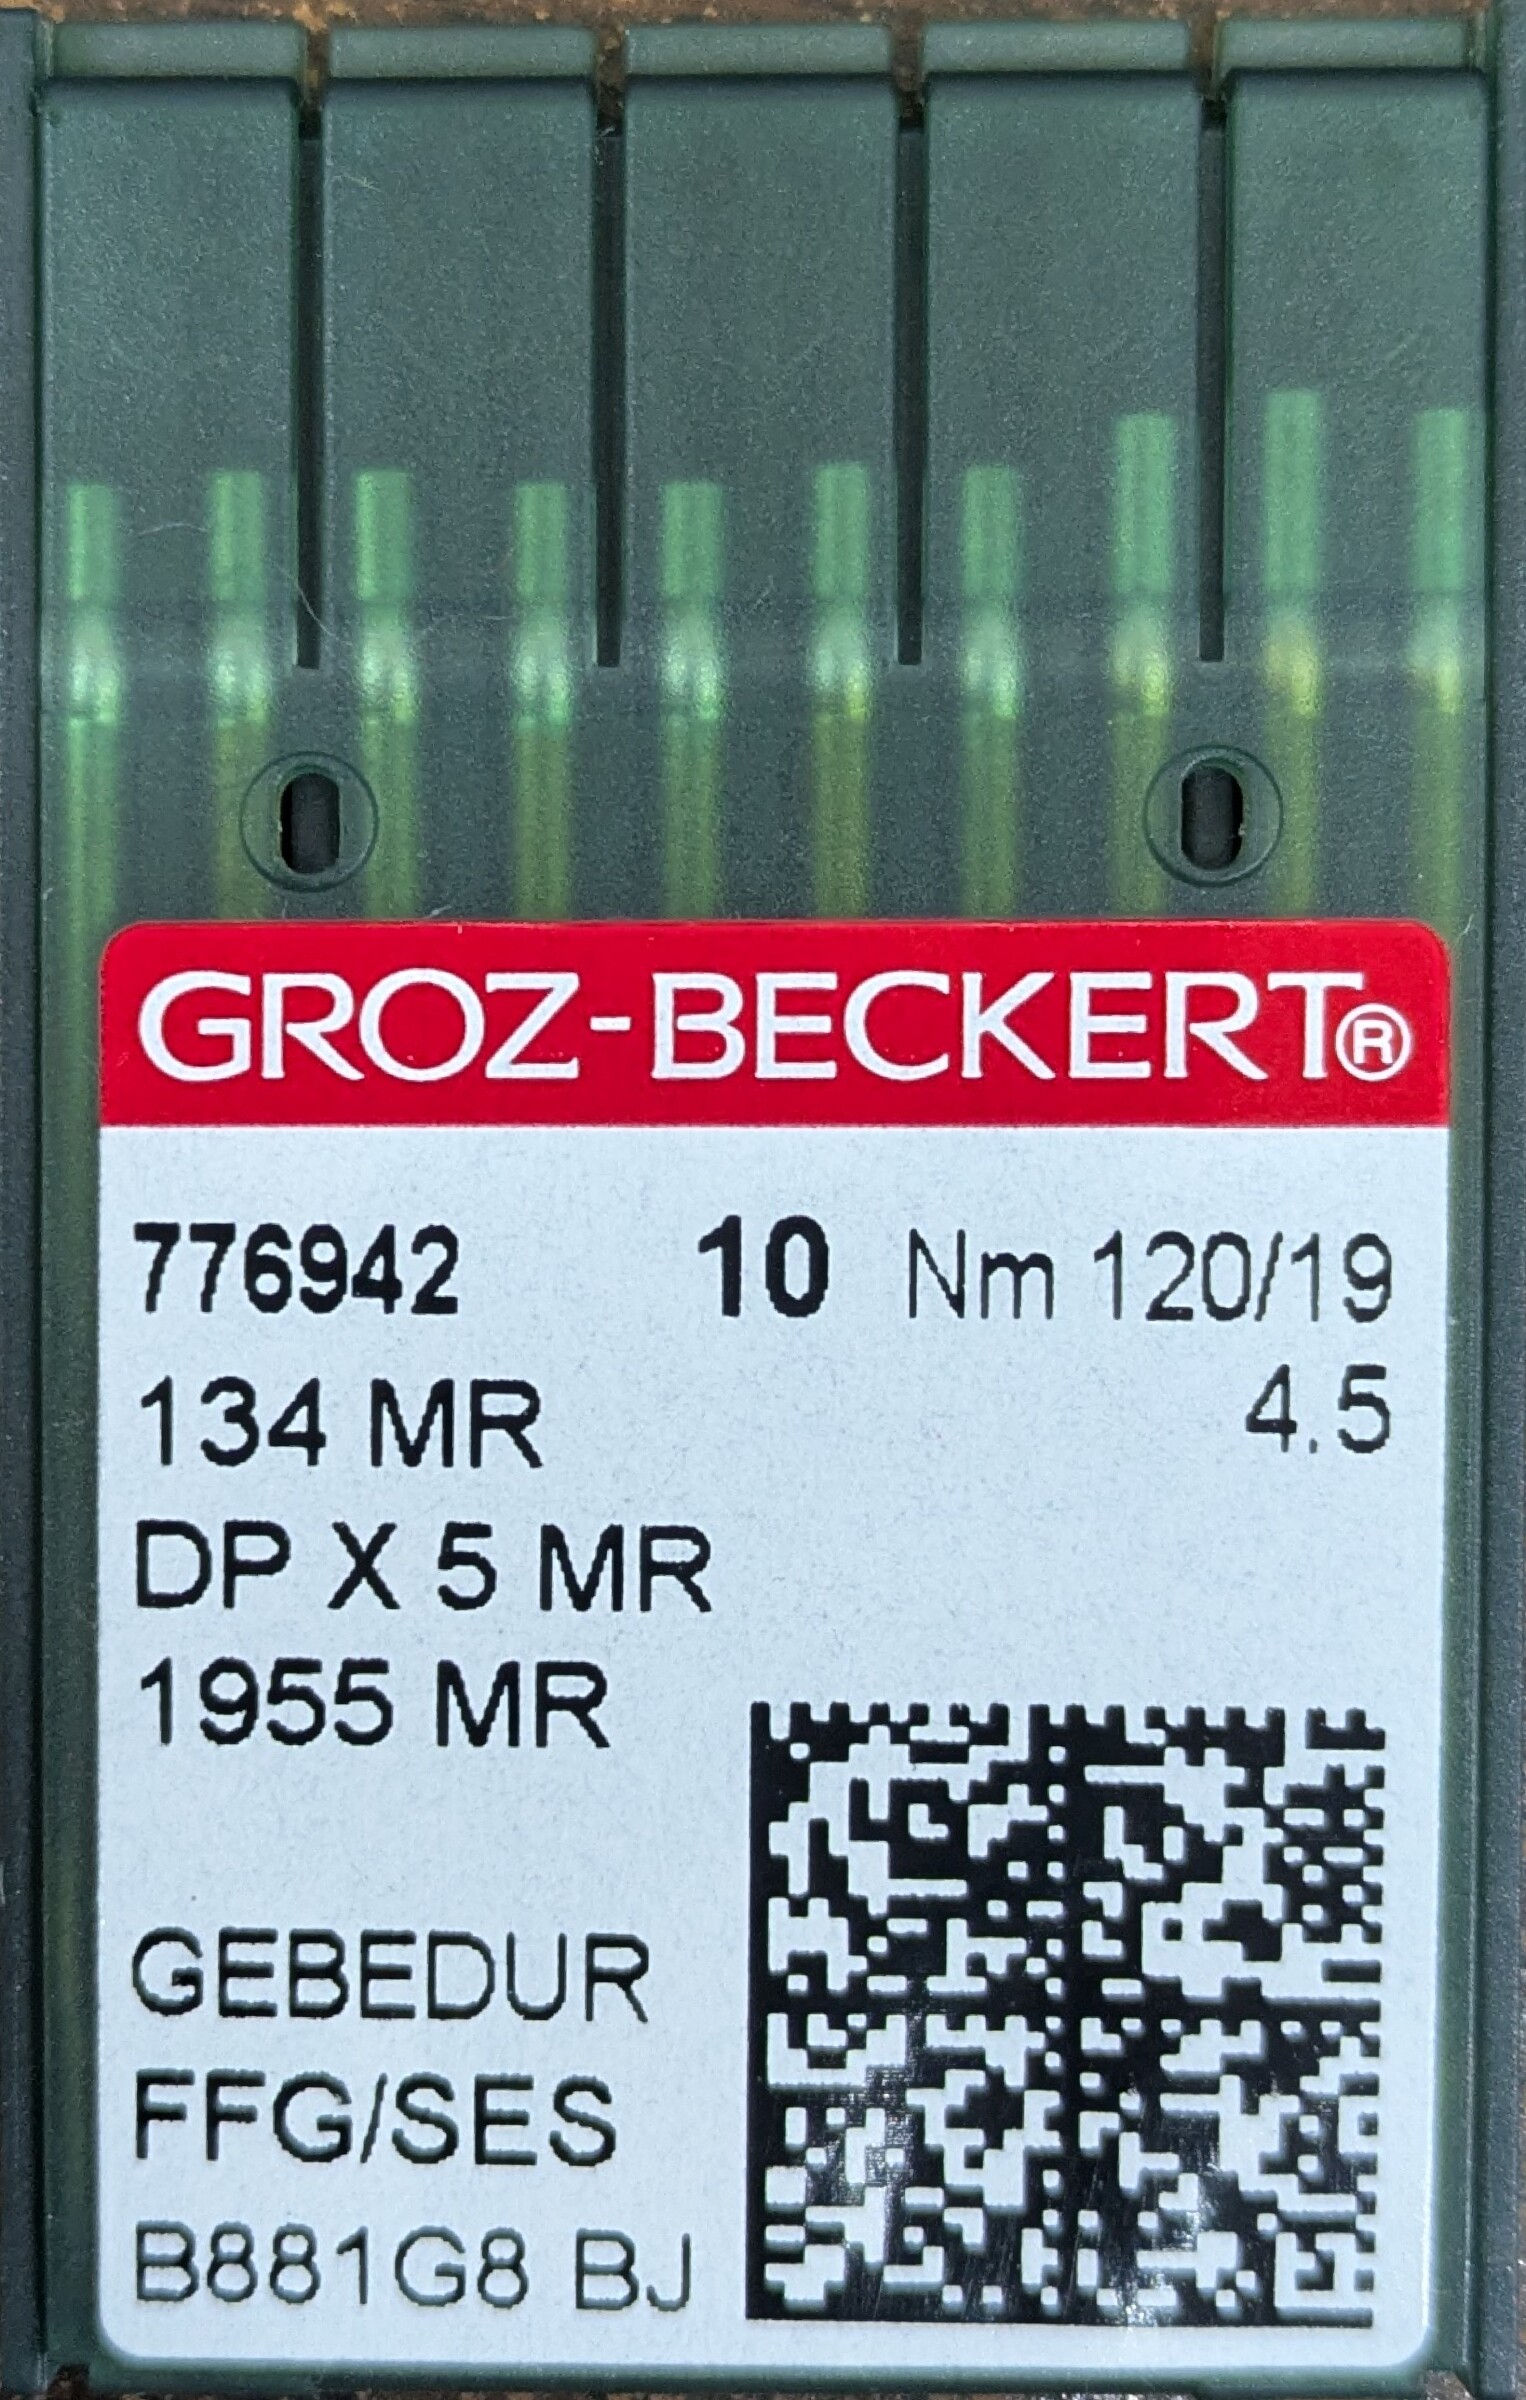 GROZ-BECKERT®
776942 10 Nm 120/19
134 MR 4.5
DP X 5 MR
1955 MR
GEBEDUR
FFG/SES
B881G8 BJ